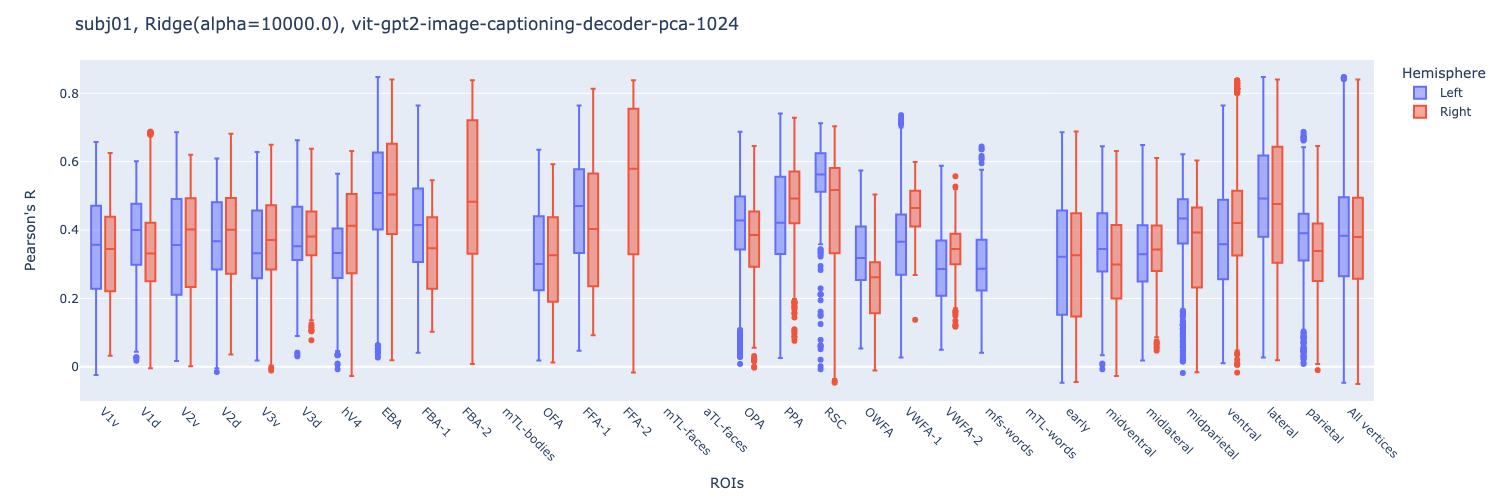 subj01, Ridge(alpha=10000.0), vit-gpt2-image-captioning-decoder-pca-1024
Hemisphere
Left
Right
0.8
0.6
0.4
0.2
0
Pearson's R
V1v
V1d
V2v
V2d
V3v
V3d
hV4
EBA
FBA-1
FBA-2
mTL-bodies
OFA
FFA-1
FFA-2
mTL-faces
aTL-faces
OPA
PPA
RSC
OWFA
VWFA-1
VWFA-2
mfs-words
mTL-words
early
midventral
midlateral
midparietal
ventral
lateral
parietal
All vertices
ROIs